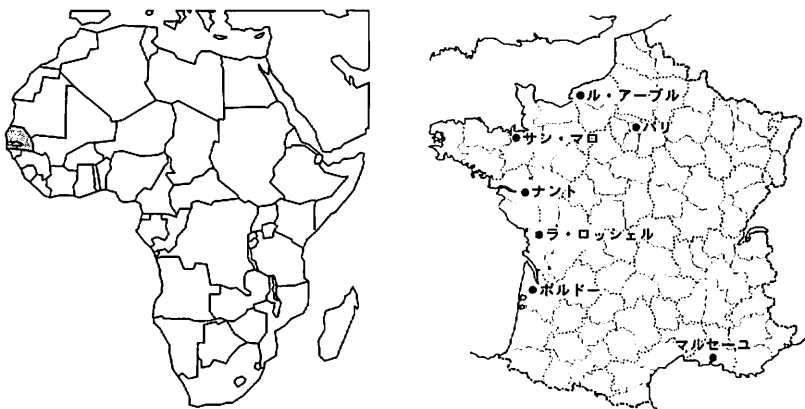 ル・アーブル
パリ
サン・マロ
ナント
ラ・ロッシェル
ボルドー
マルセーユ